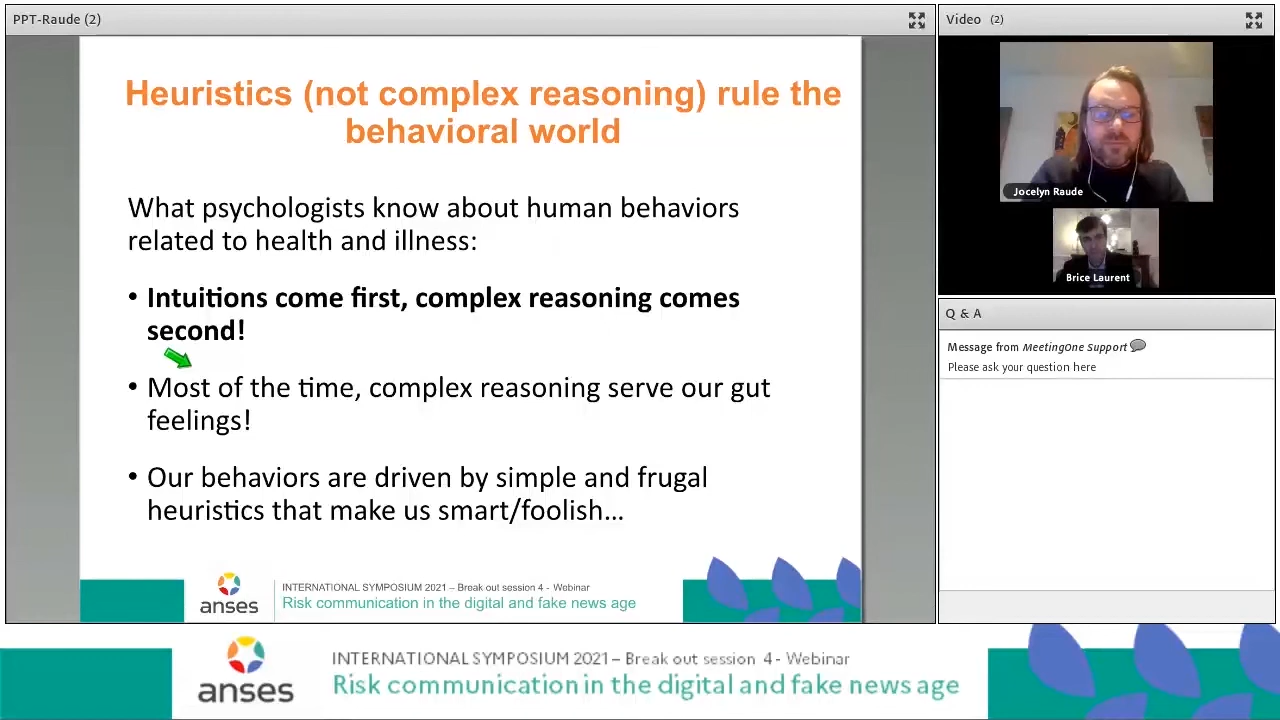 PPT-Raude (2)
Heuristics (not complex reasoning) rule the
behavioral world
What psychologists know about human behaviors
related to health and illness:
• Intuitions come first, complex reasoning comes
second!
• Most of the time, complex reasoning serve our gut
feelings!
• Our behaviors are driven by simple and frugal
heuristics that make us smart/foolish...
anses
INTERNATIONAL SYMPOSIUM 2021 – Break out session 4 - Webinar
Risk communication in the digital and fake news age
Video (2)
Jocelyn Raude
Brice Laurent
Q & A
Message from MeetingOne Support
Please ask your question here
anses
INTERNATIONAL SYMPOSIUM 2021 – Break out session 4 - Webinar
Risk communication in the digital and fake news age